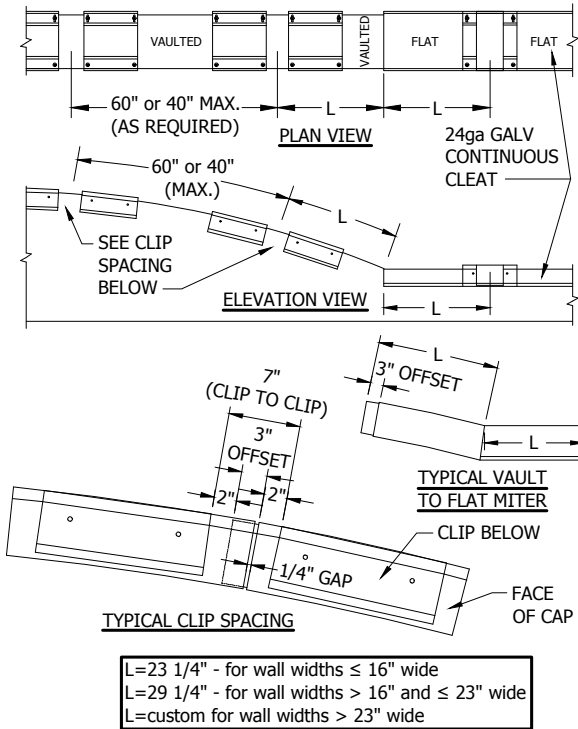 VAULTED
VAULTED
FLAT
FLAT
60" or 40" MAX.
(AS REQUIRED)
L
L
PLAN VIEW
24ga GALV
CONTINUOUS
CLEAT
60" or 40"
(MAX.)
L
SEE CLIP
SPACING
BELOW
ELEVATION VIEW
L
L
3" OFFSET
7"
(CLIP TO CLIP)
3"
OFFSET
2"
2"
L
TYPICAL VAULT
TO FLAT MITER
CLIP BELOW
1/4" GAP
FACE
OF CAP
TYPICAL CLIP SPACING
L=23 1/4" - for wall widths ≤ 16" wide
L=29 1/4" - for wall widths > 16" and ≤ 23" wide
L=custom for wall widths > 23" wide